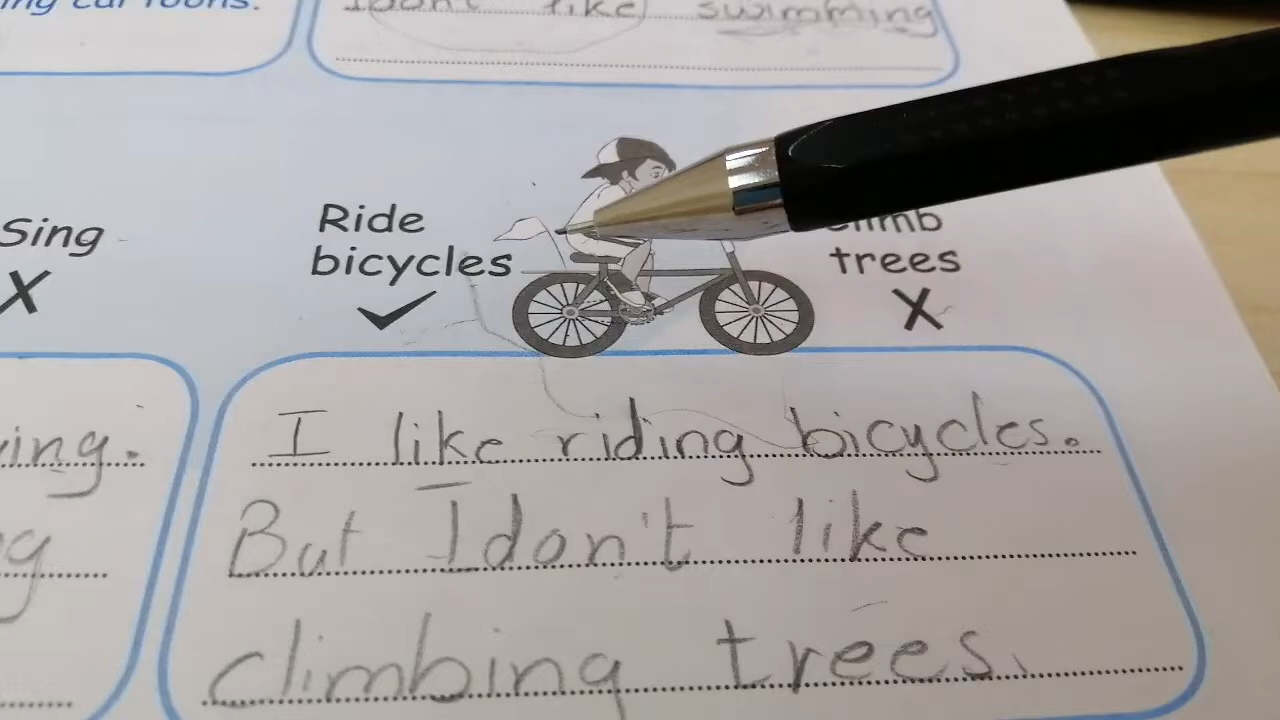 I don't like swimming
Sing
Ride
bicycles
trees
I like riding bicycles.
But I don't like
climbing trees.